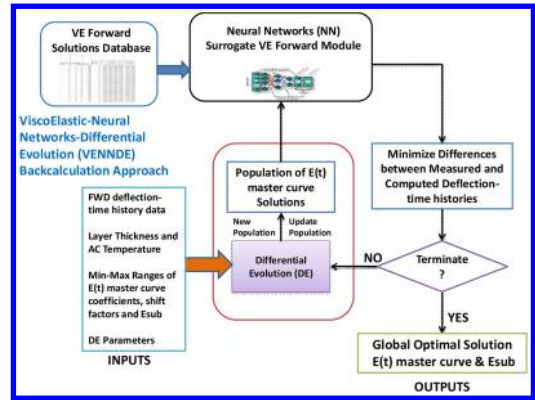 VE Forward
Solutions Database
Neural Networks (NN)
Surrogate VE Forward Module
ViscoElastic-Neural
Networks-Differential
Evolution (VENNDE)
Backcalculation Approach
Population of E(t)
master curve
Solutions
Minimize Differences
between Measured and
Computed Deflection-
time histories
FWD deflection-
time history data
Layer Thickness and
AC Temperature
Min-Max Ranges of
E(t) master curve
coefficients, shift
factors and Esub
DE Parameters
INPUTS
New
Population
Update
Population
Differential
Evolution (DE)
NO
Terminate
?
YES
Global Optimal Solution
E(t) master curve & Esub
OUTPUTS